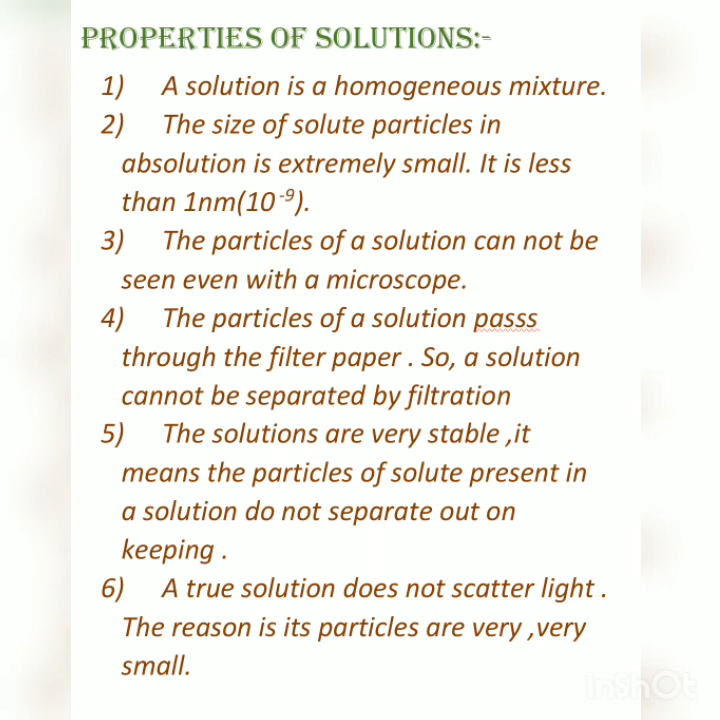 PROPERTIES OF SOLUTIONS:-
1) A solution is a homogeneous mixture.
2) The size of solute particles in
absolution is extremely small. It is less
than 1nm(10⁻⁹).
3) The particles of a solution can not be
seen even with a microscope.
4) The particles of a solution passs
through the filter paper . So, a solution
cannot be separated by filtration
5) The solutions are very stable ,it
means the particles of solute present in
a solution do not separate out on
keeping .
6) A true solution does not scatter light .
The reason is its particles are very ,very
small.
InShOt